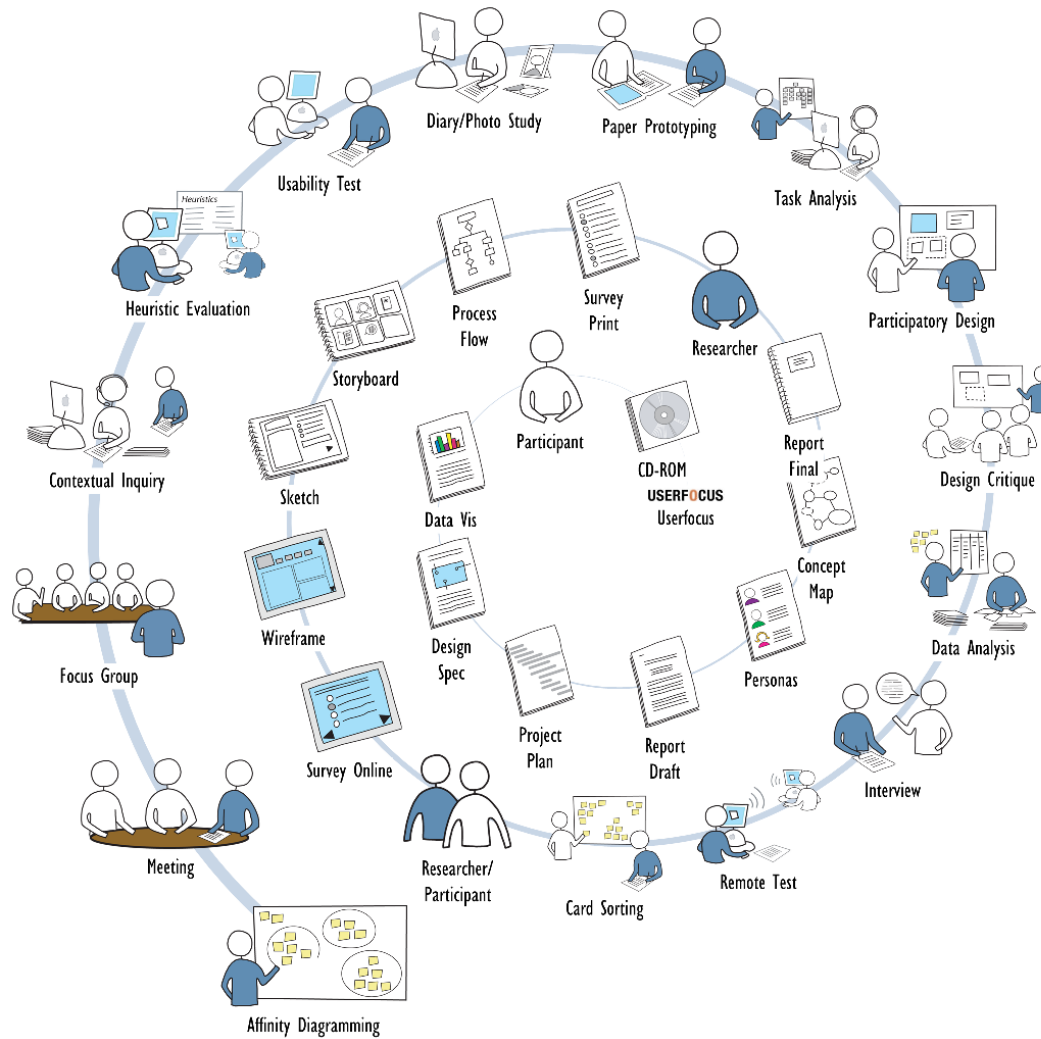 Diary/Photo Study
Paper Prototyping
Usability Test
Task Analysis
Heuristics
Heuristic Evaluation
Process
Flow
Survey
Print
Researcher
Participatory Design
Storyboard
Participant
Report
Final
Contextual Inquiry
Sketch
Data Vis
CD-ROM
USERFOCUS
Userfocus
Design Critique
Concept
Map
Wireframe
Design
Spec
Personas
Data Analysis
Focus Group
Project
Plan
Report
Draft
Survey Online
Interview
Meeting
Researcher/
Participant
Card Sorting
Remote Test
Affinity Diagramming